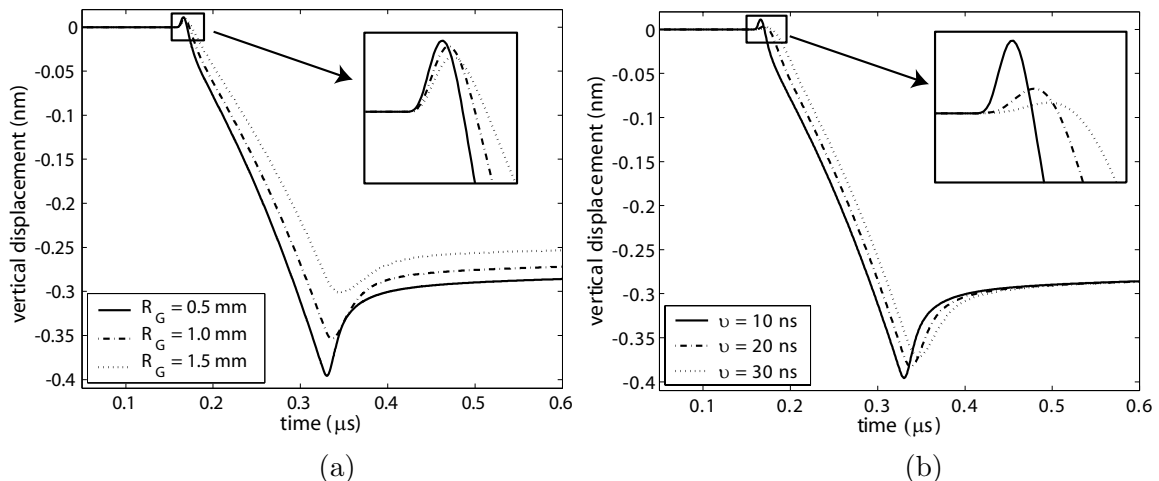 0
-0.05
-0.1
-0.15
-0.2
-0.25
-0.3
-0.35
-0.4
vertical displacement (nm)
R_G = 0.5 mm
R_G = 1.0 mm
R_G = 1.5 mm
0.1 0.2 0.3 0.4 0.5 0.6
time (μs)
(a)
0
-0.05
-0.1
-0.15
-0.2
-0.25
-0.3
-0.35
-0.4
vertical displacement (nm)
υ = 10 ns
υ = 20 ns
υ = 30 ns
0.1 0.2 0.3 0.4 0.5 0.6
time (μs)
(b)